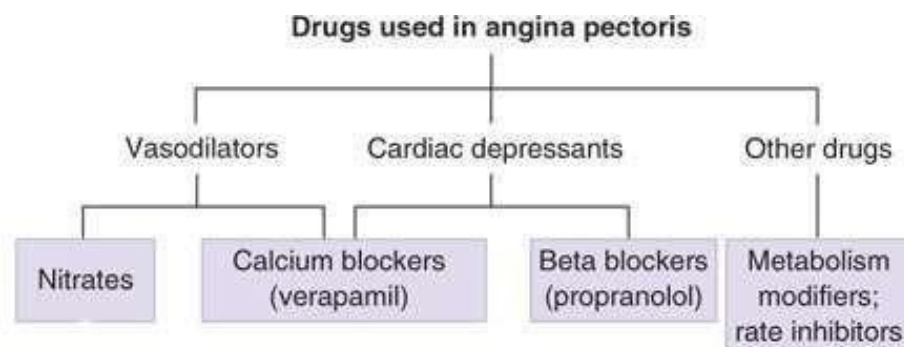 Drugs used in angina pectoris
Vasodilators
Cardiac depressants
Other drugs
Nitrates
Calcium blockers
(verapamil)
Beta blockers
(propranolol)
Metabolism
modifiers;
rate inhibitors